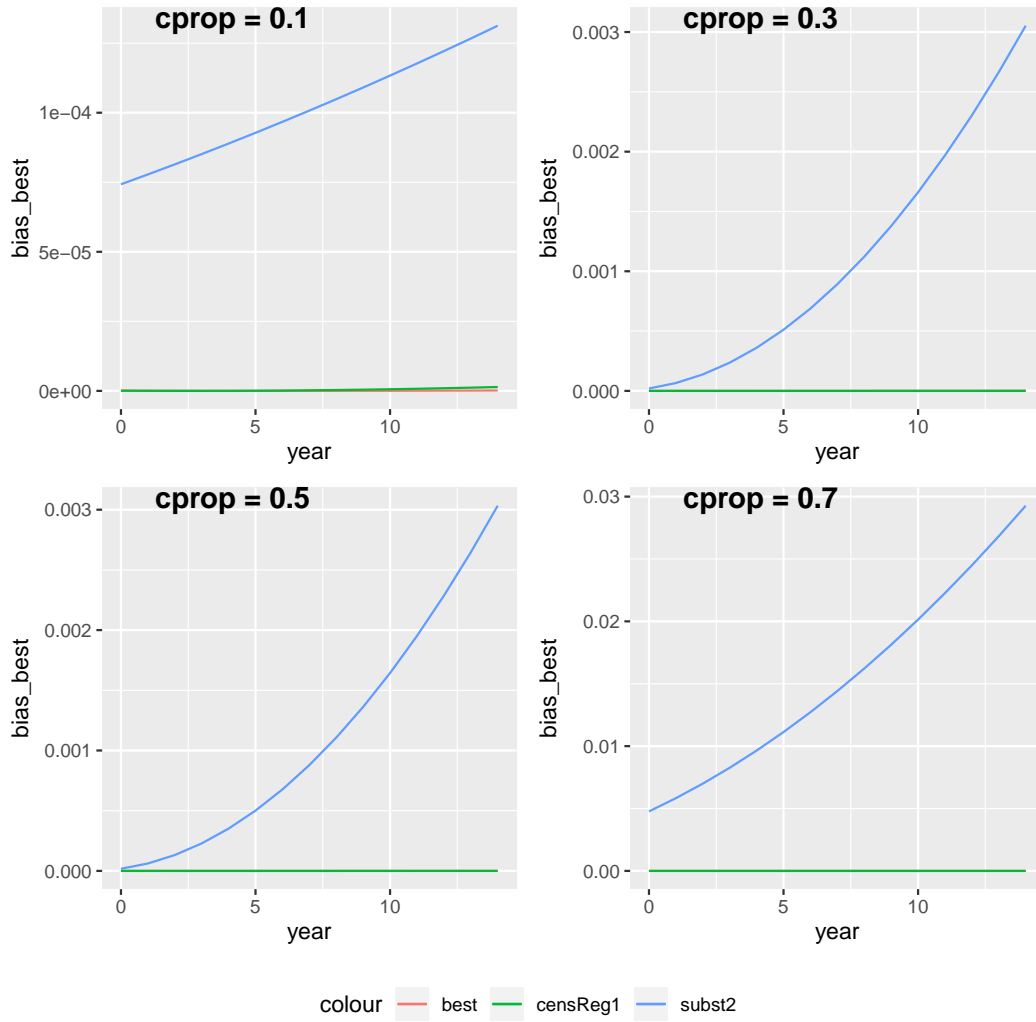 cprop = 0.1
bias_best
1e−04
5e−05
0e+00
0
5
10
year
cprop = 0.3
bias_best
0.003
0.002
0.001
0.000
0
5
10
year
cprop = 0.5
bias_best
0.003
0.002
0.001
0.000
0
5
10
year
cprop = 0.7
bias_best
0.03
0.02
0.01
0.00
0
5
10
year
colour best censReg1 subst2